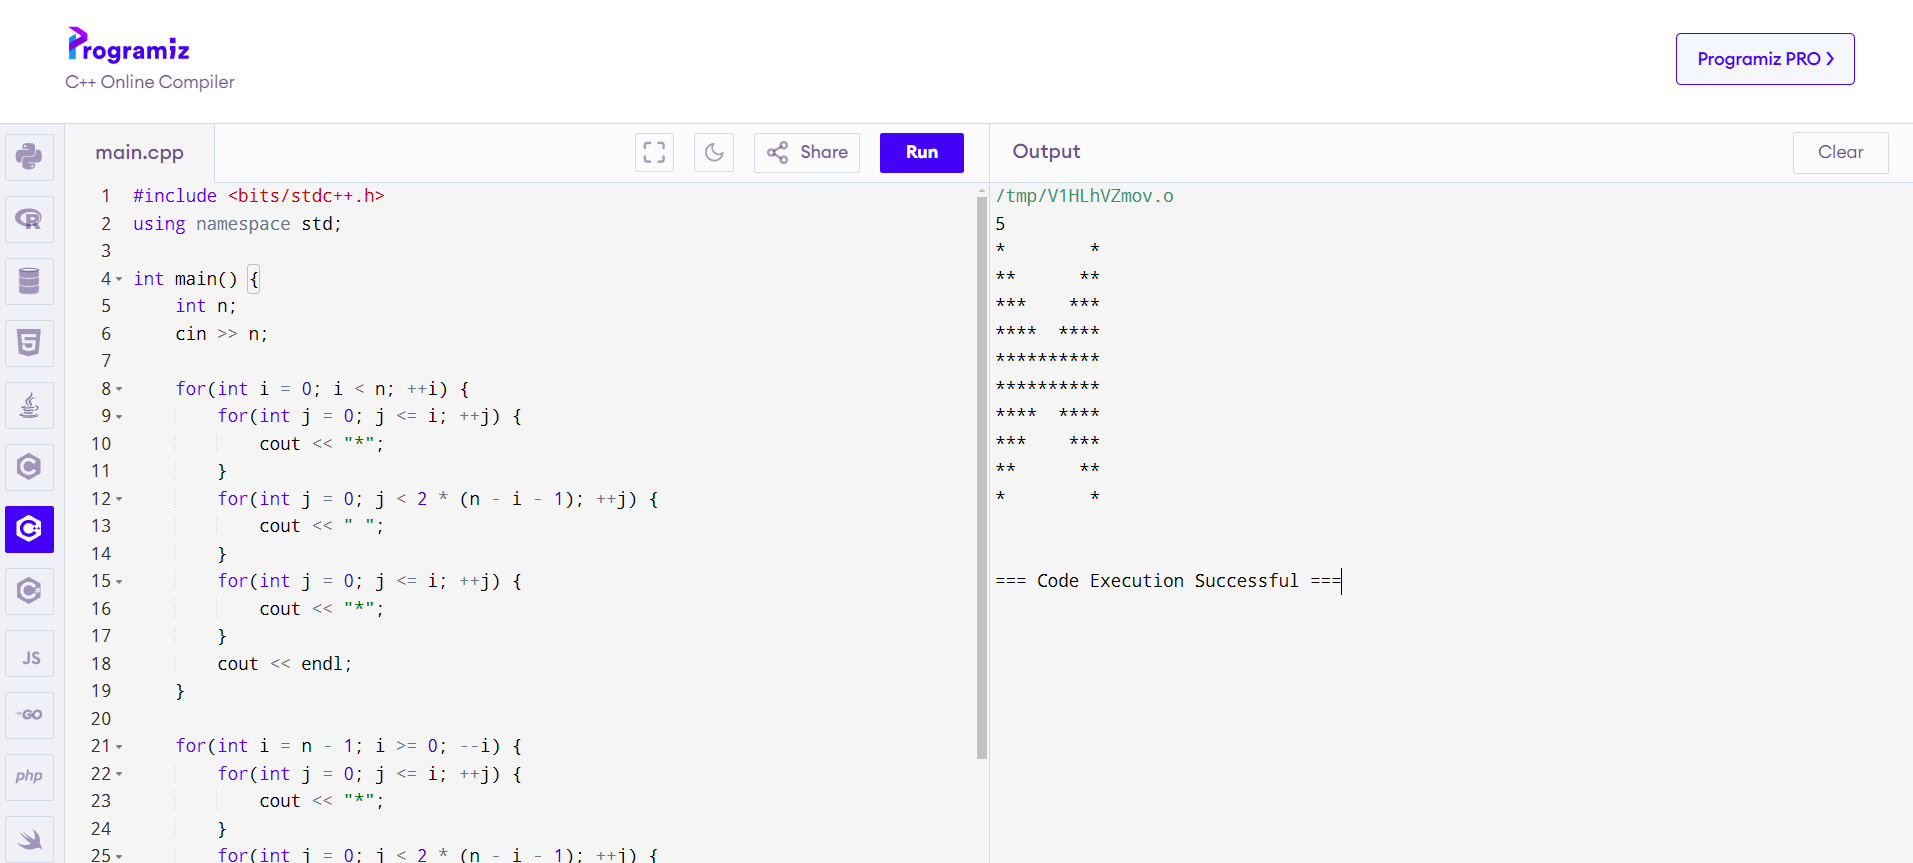 Programiz
C++ Online Compiler
Programiz PRO ❯
main.cpp
Share
Run
Output
Clear
1 #include <bits/stdc++.h>
2 using namespace std;
3
4 int main() {
5     int n;
6     cin >> n;
7
8     for(int i = 0; i < n; ++i) {
9         for(int j = 0; j <= i; ++j) {
10             cout << "*";
11         }
12         for(int j = 0; j < 2 * (n - i - 1); ++j) {
13             cout << " ";
14         }
15         for(int j = 0; j <= i; ++j) {
16             cout << "*";
17         }
18         cout << endl;
19     }
20
21     for(int i = n - 1; i >= 0; --i) {
22         for(int j = 0; j <= i; ++j) {
23             cout << "*";
24         }
25         for(int j = 0; j < 2 * (n - i - 1); ++j) {
/tmp/V1HLhVZmov.o
5
*        *
**      **
***    ***
****  ****
**********
**********
****  ****
***    ***
**      **
*        *
=== Code Execution Successful ===
R
5
C
C++
C#
JS
GO
php